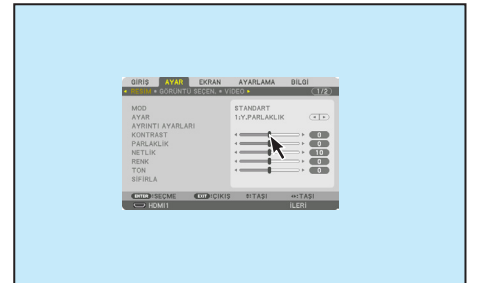 GİRİŞ AYAR EKRAN AYARLAMA BİLGİ
• RESİM • GÖRÜNTÜ SEÇEN. • VİDEO • 1/2
MOD STANDART
AYAR 1:Y.PARLAKLIK
AYRINTI AYARLARI
KONTRAST 0
PARLAKLIK 0
NETLİK 10
RENK 0
TON 0
SIFIRLA
ENTER :SEÇME EXIT :ÇIKIŞ :TAŞI :TAŞI
HDMI1 İLERİ